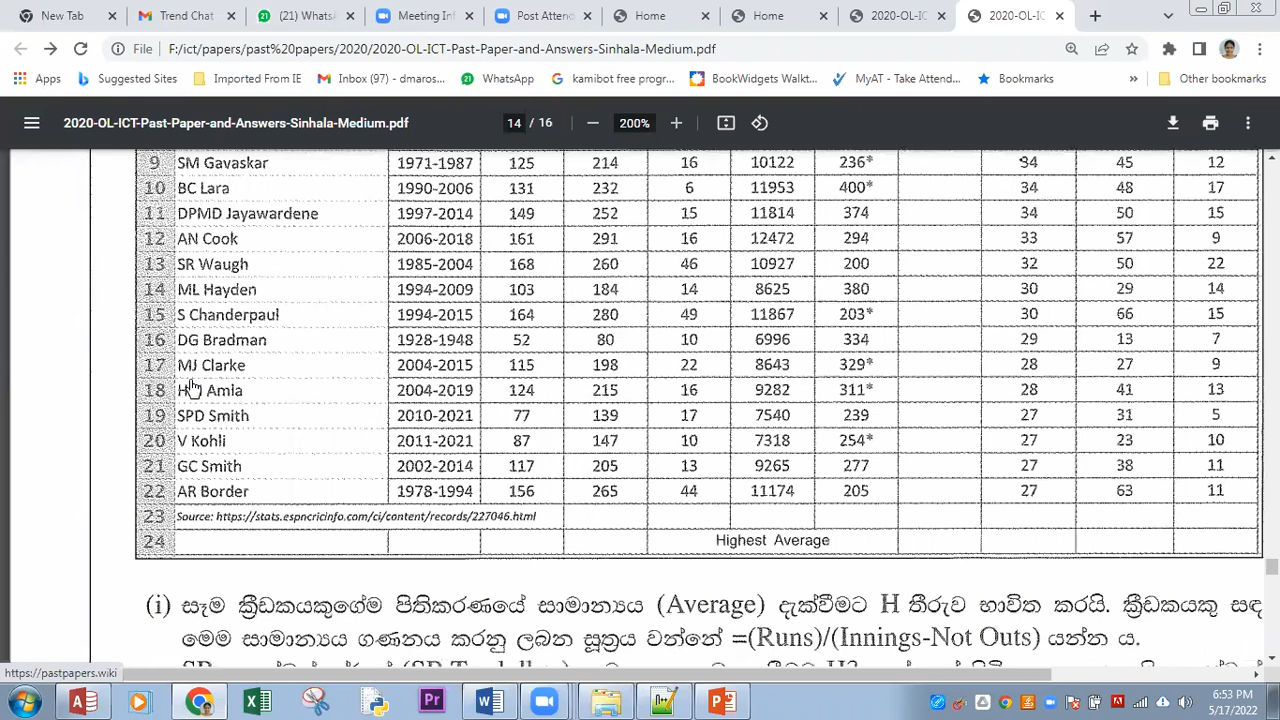 New Tab
Trend Chat
(21) Whats
Meeting In
Post Attend
Home
Home
2020-OL-IC
2020-OL-IC
File F:/ict/papers/past%20papers/2020/2020-OL-ICT-Past-Paper-and-Answers-Sinhala-Medium.pdf
Apps Suggested Sites Imported From IE Inbox (97) - dmaros... WhatsApp kamibot free progr... BookWidgets Walkt... MyAT - Take Attend... Bookmarks » Other bookmarks
2020-OL-ICT-Past-Paper-and-Answers-Sinhala-Medium.pdf 14 / 16 200%
9 SM Gavaskar 1971-1987 125 214 16 10122 236* 34 45 12
10 BC Lara 1990-2006 131 232 6 11953 400* 34 48 17
11 DPMD Jayawardene 1997-2014 149 252 15 11814 374 34 50 15
12 AN Cook 2006-2018 161 291 16 12472 294 33 57 9
13 SR Waugh 1985-2004 168 260 46 10927 200 32 50 22
14 ML Hayden 1994-2009 103 184 14 8625 380 30 29 14
15 S Chanderpaul 1994-2015 164 280 49 11867 203* 30 66 15
16 DG Bradman 1928-1948 52 80 10 6996 334 29 13 7
17 MJ Clarke 2004-2015 115 198 22 8643 329* 28 27 9
18 Amla 2004-2019 124 215 16 9282 311* 28 41 13
19 SPD Smith 2010-2021 77 139 17 7540 239 27 31 5
20 V Kohli 2011-2021 87 147 10 7318 254* 27 23 10
21 GC Smith 2002-2014 117 205 13 9265 277 27 38 11
22 AR Border 1978-1994 156 265 44 11174 205 27 63 11
23 Source: https://stats.espncricinfo.com/ci/content/records/227046.html
24 Highest Average
(i) සෑම ක්‍රීඩකයකුගේම පිතිකරණයේ සාමාන්‍යය (Average) දැක්වීමට H තීරුව භාවිත කරයි. ක්‍රීඩකයකු සඳ
මෙම සාමාන්‍යය ගණනය කරනු ලබන සූත්‍රය වන්නේ =(Runs)/(Innings-Not Outs) යන්න ය.
https://pastpapers.wiki
6:53 PM
5/17/2022